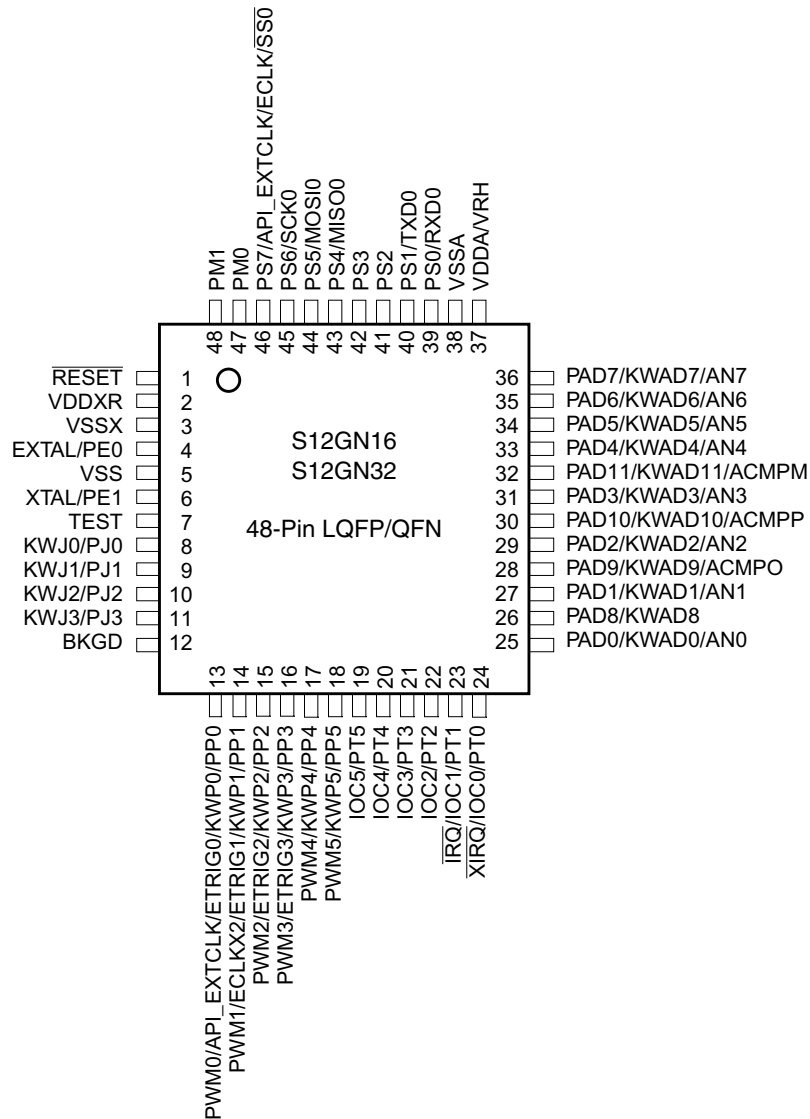 PM1
PM0
PS7/API_EXTCLK/ECLK/SS0
PS6/SCK0
PS5/MOSI0
PS4/MISO0
PS3
PS2
PS1/TXD0
PS0/RXD0
VSSA
VDDA/VRH
48
47
46
45
44
43
42
41
40
39
38
37
RESET 1
VDDXR 2
VSSX 3
EXTAL/PE0 4
VSS 5
XTAL/PE1 6
TEST 7
KWJ0/PJ0 8
KWJ1/PJ1 9
KWJ2/PJ2 10
KWJ3/PJ3 11
BKGD 12
S12GN16
S12GN32
48-Pin LQFP/QFN
36 PAD7/KWAD7/AN7
35 PAD6/KWAD6/AN6
34 PAD5/KWAD5/AN5
33 PAD4/KWAD4/AN4
32 PAD11/KWAD11/ACMPM
31 PAD3/KWAD3/AN3
30 PAD10/KWAD10/ACMPP
29 PAD2/KWAD2/AN2
28 PAD9/KWAD9/ACMPO
27 PAD1/KWAD1/AN1
26 PAD8/KWAD8
25 PAD0/KWAD0/AN0
13
14
15
16
17
18
19
20
21
22
23
24
PWM0/API_EXTCLK/ETRIG0/KWP0/PP0
PWM1/ECLKX2/ETRIG1/KWP1/PP1
PWM2/ETRIG2/KWP2/PP2
PWM3/ETRIG3/KWP3/PP3
PWM4/KWP4/PP4
PWM5/KWP5/PP5
IOC5/PT5
IOC4/PT4
IOC3/PT3
IOC2/PT2
IRQ/IOC1/PT1
XIRQ/IOC0/PT0